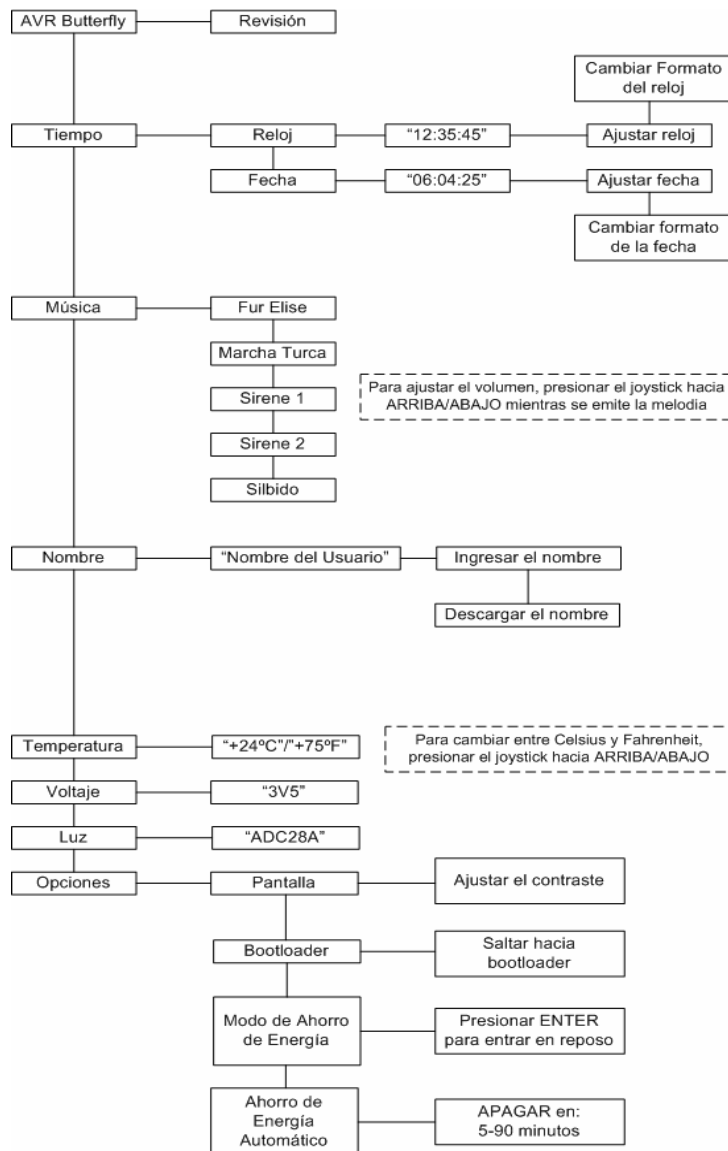 AVR Butterfly
Revisión
Cambiar Formato
del reloj
Tiempo
Reloj
“12:35:45”
Ajustar reloj
Fecha
“06:04:25”
Ajustar fecha
Cambiar formato
de la fecha
Música
Fur Elise
Marcha Turca
Sirene 1
Sirene 2
Silbido
Para ajustar el volumen, presionar el joystick hacia
ARRIBA/ABAJO mientras se emite la melodia
Nombre
“Nombre del Usuario”
Ingresar el nombre
Descargar el nombre
Temperatura
“+24ºC”/”+75ºF”
Para cambiar entre Celsius y Fahrenheit,
presionar el joystick hacia ARRIBA/ABAJO
Voltaje
“3V5”
Luz
“ADC28A”
Opciones
Pantalla
Ajustar el contraste
Bootloader
Saltar hacia
bootloader
Modo de Ahorro
de Energía
Presionar ENTER
para entrar en reposo
Ahorro de
Energía
Automático
APAGAR en:
5-90 minutos